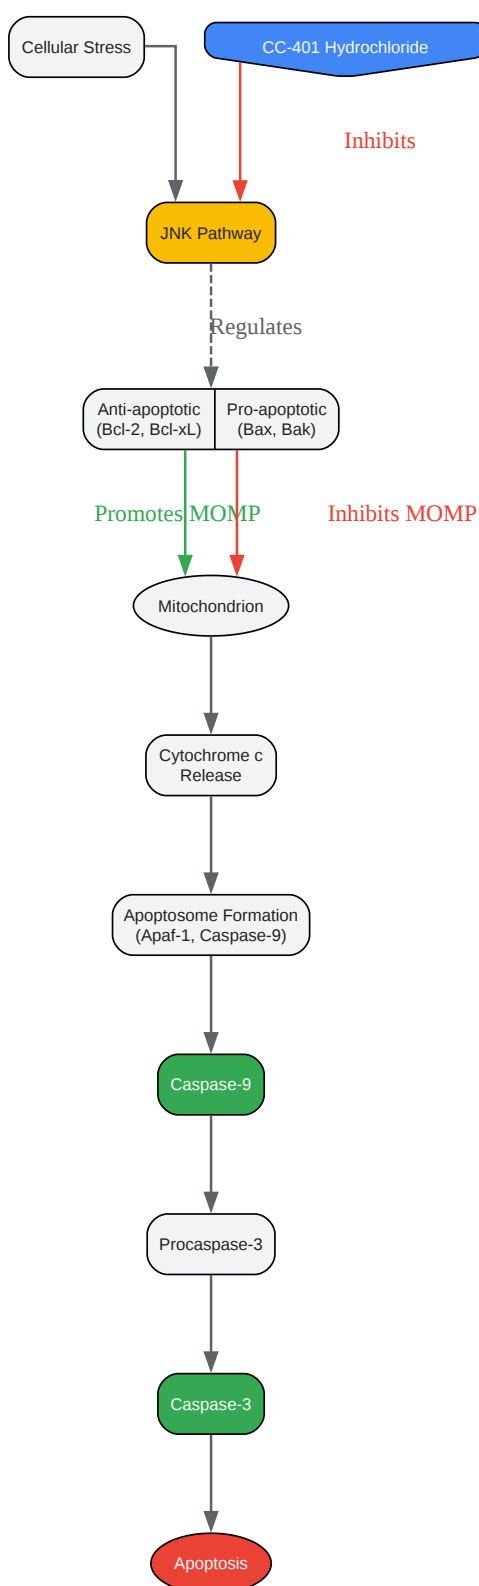 Cellular Stress
CC-401 Hydrochloride
Inhibits
JNK Pathway
Regulates
Anti-apoptotic
(Bcl-2, Bcl-xL)
Pro-apoptotic
(Bax, Bak)
Promotes MOMP
Inhibits MOMP
Mitochondrion
Cytochrome c
Release
Apoptosome Formation
(Apaf-1, Caspase-9)
Caspase-9
Procaspase-3
Caspase-3
Apoptosis